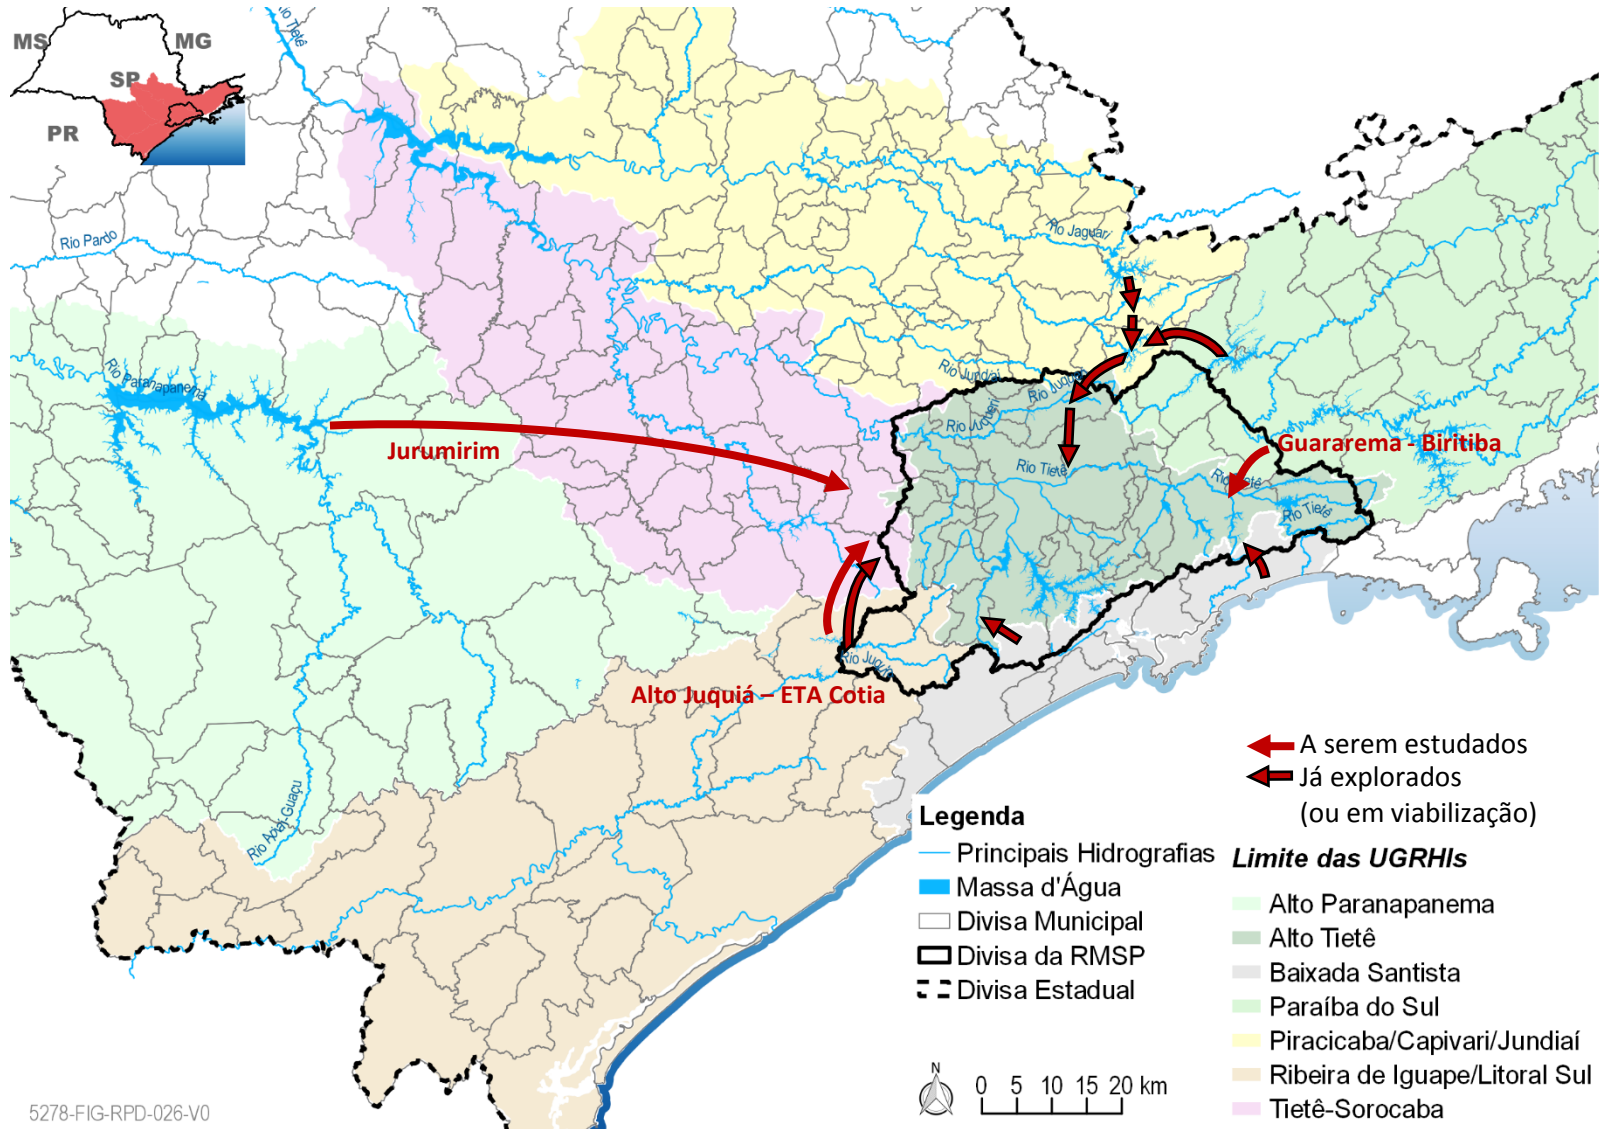 MS
MG
SP
PR
Rio Tietê
Rio Pardo
Rio Jaguari
Rio Paranapanema
Rio Jundiaí
Rio Juqueri
Rio Juqueri
Jurumirim
Guararema - Biritiba
Rio Tietê
Rio Tietê
Rio Tietê
Rio Juquiá
Alto Juquiá – ETA Cotia
Rio Apiaí-Guaçu
A serem estudados
Já explorados
(ou em viabilização)
Legenda
Principais Hidrografias
Massa d'Água
Divisa Municipal
Divisa da RMSP
Divisa Estadual
Limite das UGRHIs
Alto Paranapanema
Alto Tietê
Baixada Santista
Paraíba do Sul
Piracicaba/Capivari/Jundiaí
Ribeira de Iguape/Litoral Sul
Tietê-Sorocaba
N
0 5 10 15 20 km
5278-FIG-RPD-026-V0